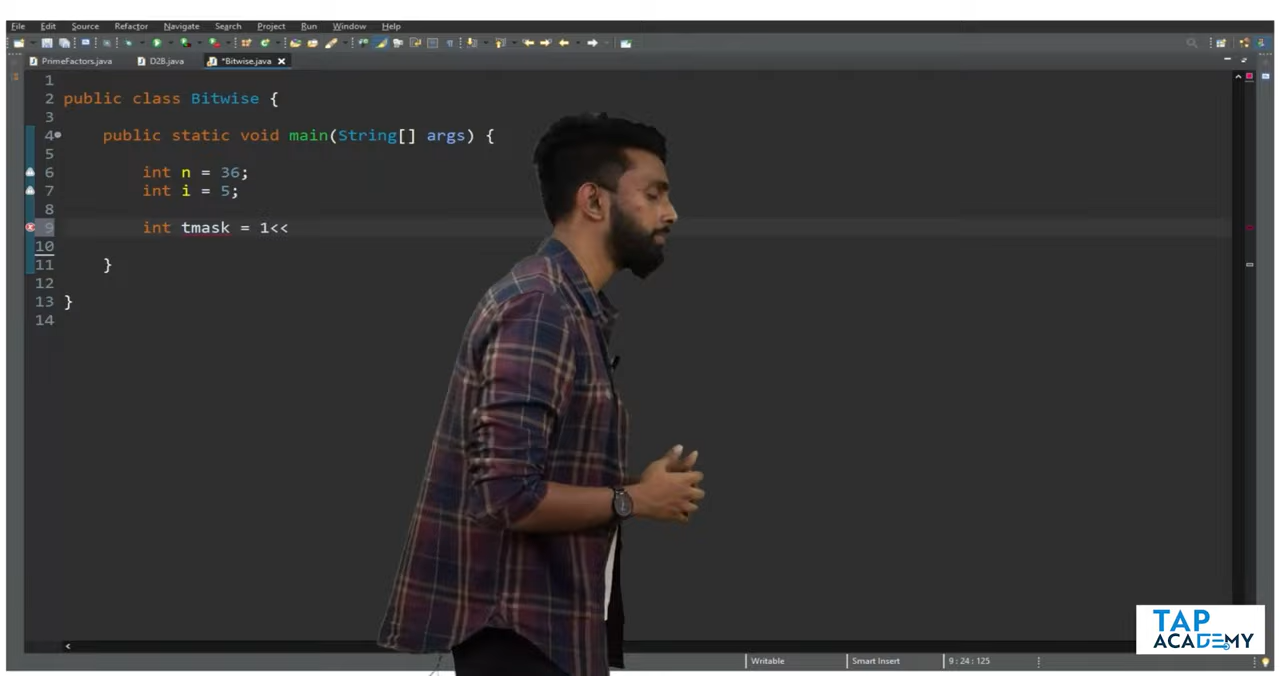 File Edit Source Refactor Navigate Search Project Run Window Help
PrimeFactors.java D2B.java *Bitwise.java
1
2 public class Bitwise {
3
4 public static void main(String[] args) {
5
6 int n = 36;
7 int i = 5;
8
9 int tmask = 1<<
10
11 }
12
13 }
14
Writable Smart Insert 9 : 24 : 125
TAP
ACADEMY